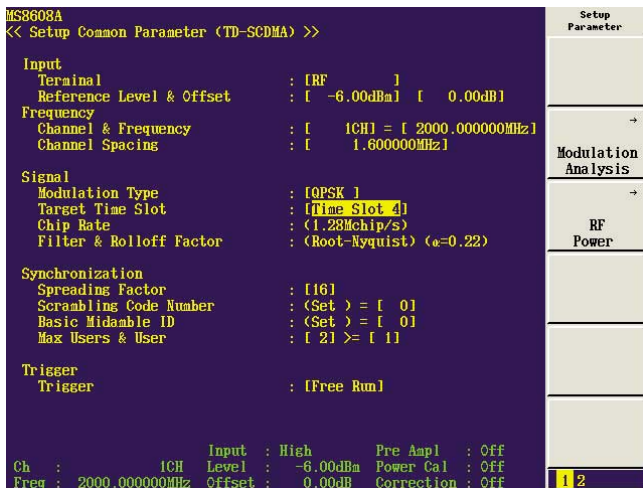 MS8608A
<< Setup Common Parameter (TD-SCDMA) >>
Input
Terminal : [RF ]
Reference Level & Offset : [ -6.00dBm] [ 0.00dB]
Frequency
Channel & Frequency : [ 1CH] = [ 2000.000000MHz]
Channel Spacing : [ 1.600000MHz]
Signal
Modulation Type : [QPSK ]
Target Time Slot : [Time Slot 4]
Chip Rate : (1.28Mchip/s)
Filter & Rolloff Factor : (Root-Nyquist) (α=0.22)
Synchronization
Spreading Factor : [16]
Scrambling Code Number : (Set ) = [ 0]
Basic Midamble ID : (Set ) = [ 0]
Max Users & User : [ 2] >= [ 1]
Trigger
Trigger : [Free Run]
Input : High Pre Ampl : Off
Ch : 1CH Level : -6.00dBm Power Cal : Off
Freq : 2000.000000MHz Offset : 0.00dB Correction : Off
Setup
Parameter
→
Modulation
Analysis
→
RF
Power
1 2